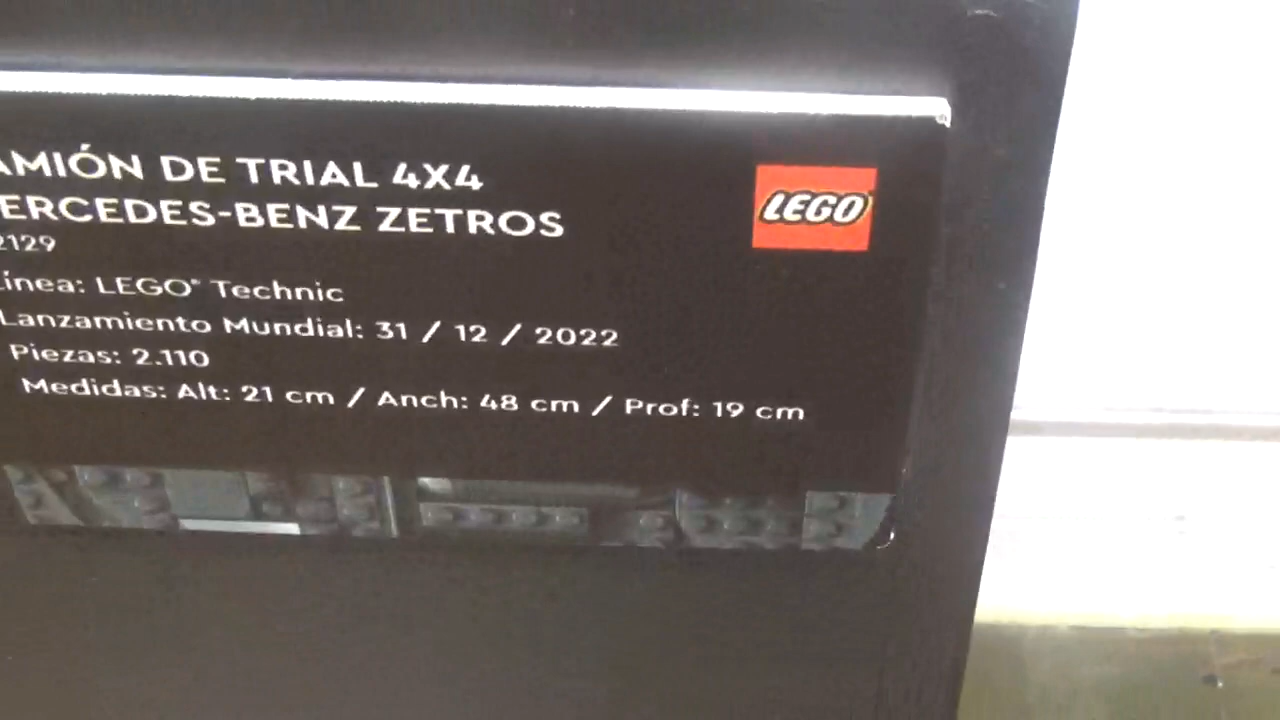 AMIÓN DE TRIAL 4X4
ERCEDES-BENZ ZETROS
2129
Línea: LEGO® Technic
Lanzamiento Mundial: 31 / 12 / 2022
Piezas: 2.110
Medidas: Alt: 21 cm / Anch: 48 cm / Prof: 19 cm
LEGO